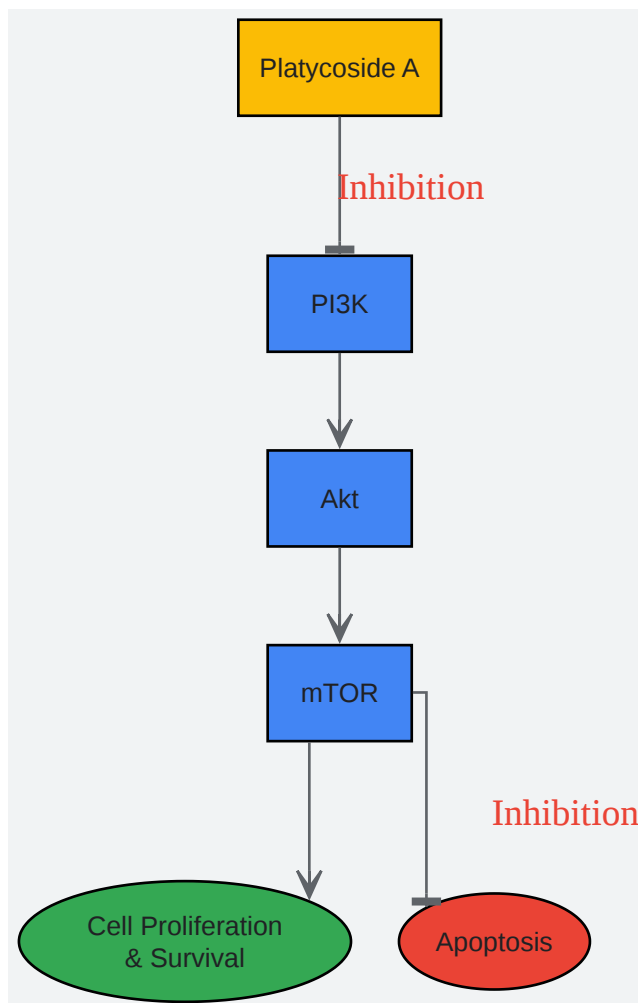 Platycoside A
Inhibition
PI3K
Akt
mTOR
Inhibition
Cell Proliferation
& Survival
Apoptosis